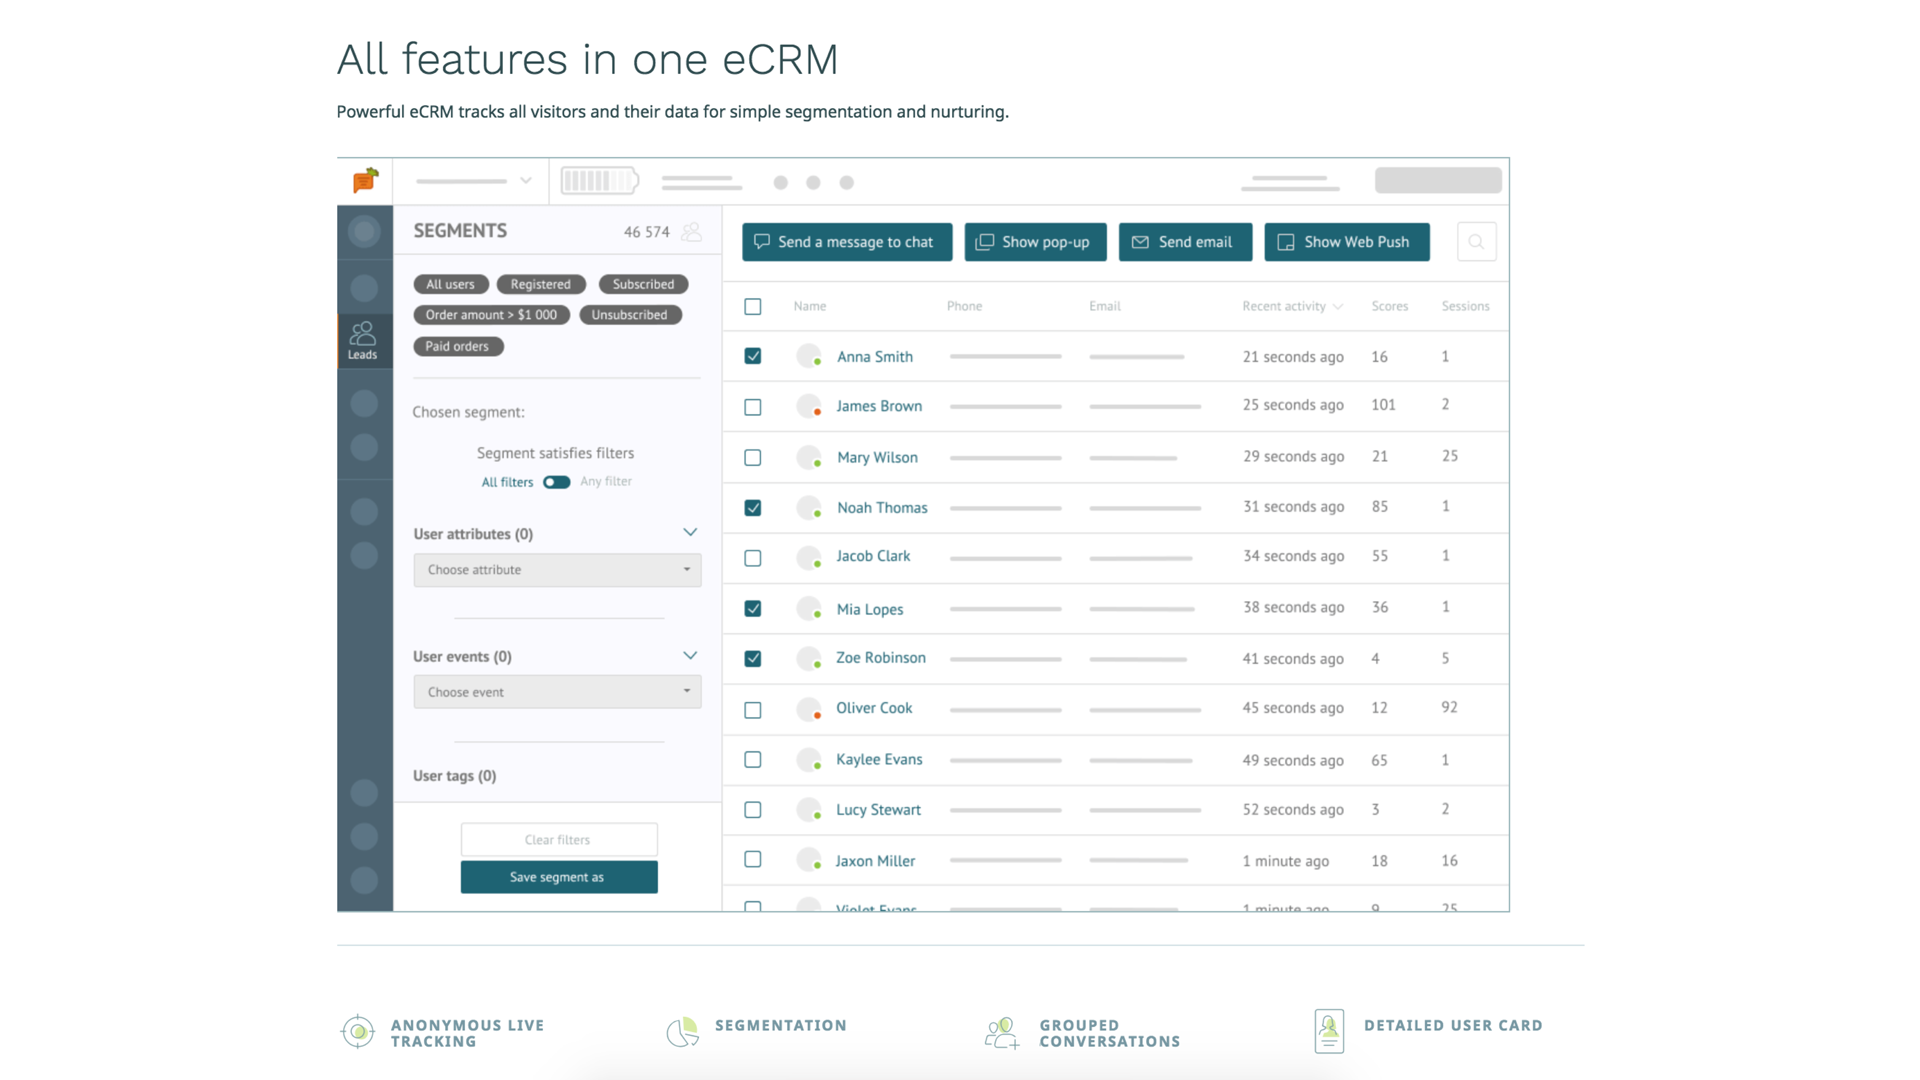 All features in one eCRM
Powerful eCRM tracks all visitors and their data for simple segmentation and nurturing.
SEGMENTS 46 574
Send a message to chat Show pop-up Send email Show Web Push
All users Registered Subscribed
Order amount > $1 000 Unsubscribed
Paid orders
Leads
Chosen segment:
Segment satisfies filters
All filters Any filter
User attributes (0)
Choose attribute
User events (0)
Choose event
User tags (0)
Clear filters
Save segment as
Name Phone Email Recent activity Scores Sessions
Anna Smith 21 seconds ago 16 1
James Brown 25 seconds ago 101 2
Mary Wilson 29 seconds ago 21 25
Noah Thomas 31 seconds ago 85 1
Jacob Clark 34 seconds ago 55 1
Mia Lopes 38 seconds ago 36 1
Zoe Robinson 41 seconds ago 4 5
Oliver Cook 45 seconds ago 12 92
Kaylee Evans 49 seconds ago 65 1
Lucy Stewart 52 seconds ago 3 2
Jaxon Miller 1 minute ago 18 16
Violet Evans 1 minute ago 9 25
ANONYMOUS LIVE
TRACKING
SEGMENTATION
GROUPED
CONVERSATIONS
DETAILED USER CARD